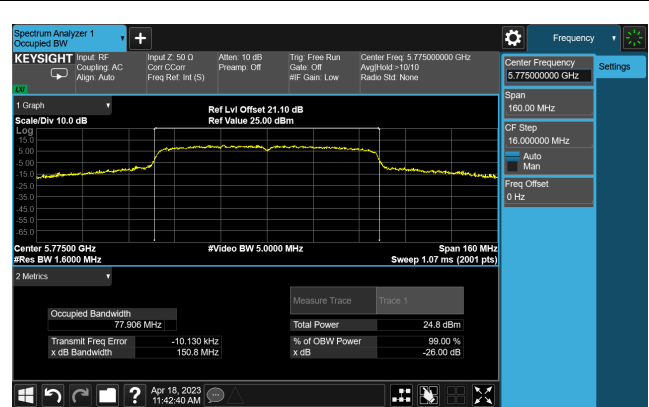 Spectrum Analyzer 1
Occupied BW
Frequency
KEYSIGHT
Input: RF
Coupling: AC
Align: Auto
Input Z: 50 Ω
Corr CCorr
Freq Ref: Int (S)
Atten: 10 dB
Preamp: Off
Trig: Free Run
Gate: Off
#IF Gain: Low
Center Freq: 5.775000000 GHz
Avg|Hold:>10/10
Radio Std: None
LXI
Center Frequency
5.775000000 GHz
Settings
Span
160.00 MHz
CF Step
16.000000 MHz
Auto
Man
Freq Offset
0 Hz
1 Graph
Scale/Div 10.0 dB
Ref Lvl Offset 21.10 dB
Ref Value 25.00 dBm
Log
15.0
5.00
-5.00
-15.0
-25.0
-35.0
-45.0
-55.0
-65.0
Center 5.77500 GHz
#Video BW 5.0000 MHz
Span 160 MHz
#Res BW 1.6000 MHz
Sweep 1.07 ms (2001 pts)
2 Metrics
Measure Trace
Trace 1
Occupied Bandwidth
77.906 MHz
Total Power
24.8 dBm
Transmit Freq Error
-10.130 kHz
% of OBW Power
99.00 %
x dB Bandwidth
150.8 MHz
x dB
-26.00 dB
?
Apr 18, 2023
11:42:40 AM